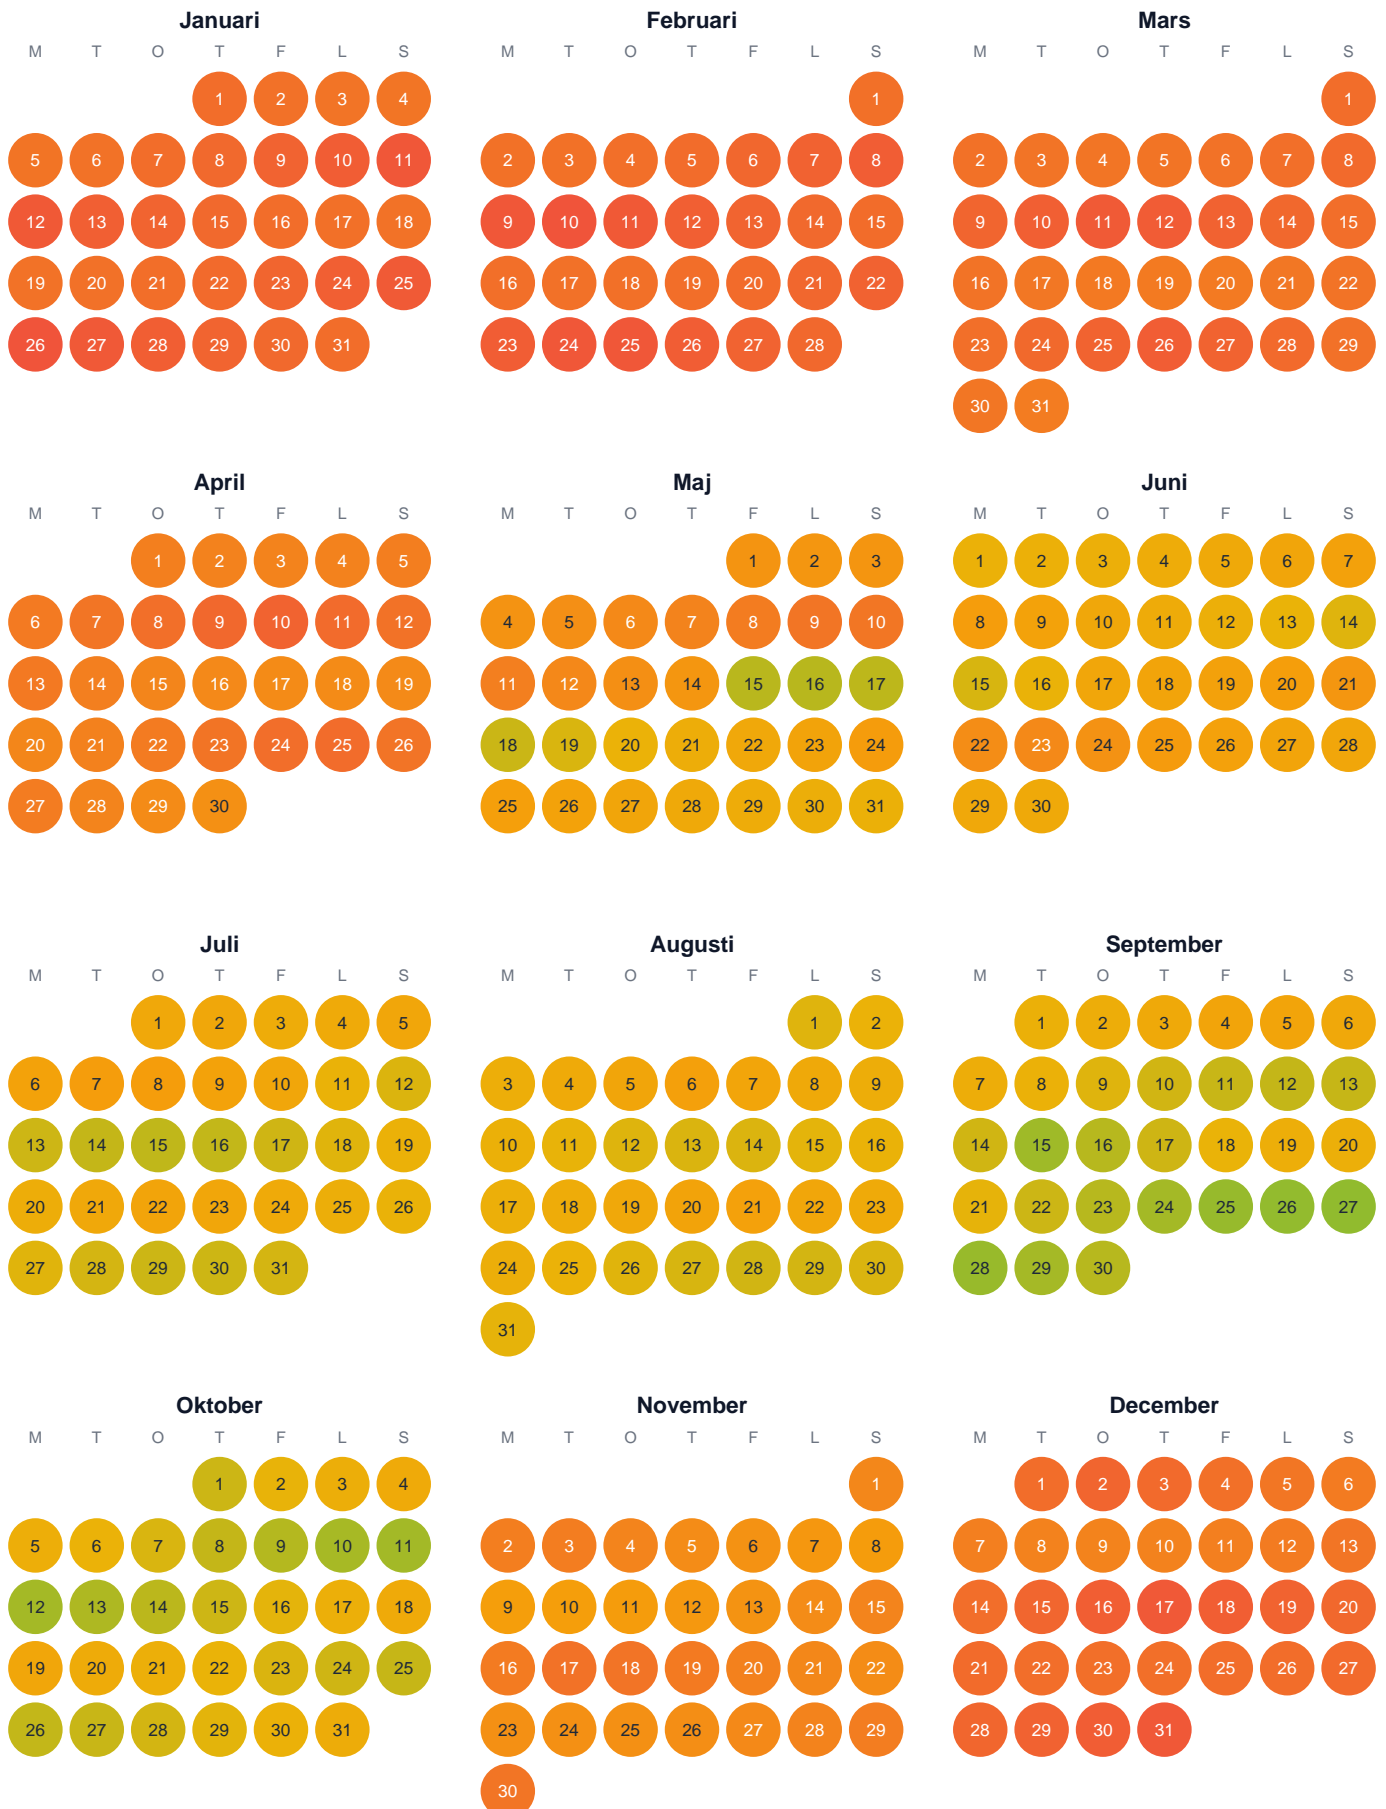 Januari Februari Mars
M T O T F L S M T O T F L S M T O T F L S
1 2 3 4 1 1
5 6 7 8 9 10 11 2 3 4 5 6 7 8 2 3 4 5 6 7 8
12 13 14 15 16 17 18 9 10 11 12 13 14 15 9 10 11 12 13 14 15
19 20 21 22 23 24 25 16 17 18 19 20 21 22 16 17 18 19 20 21 22
26 27 28 29 30 31 23 24 25 26 27 28 23 24 25 26 27 28 29
30 31
April Maj Juni
M T O T F L S M T O T F L S M T O T F L S
1 2 3 4 5 1 2 3 1 2 3 4 5 6 7
6 7 8 9 10 11 12 4 5 6 7 8 9 10 8 9 10 11 12 13 14
13 14 15 16 17 18 19 11 12 13 14 15 16 17 15 16 17 18 19 20 21
20 21 22 23 24 25 26 18 19 20 21 22 23 24 22 23 24 25 26 27 28
27 28 29 30 25 26 27 28 29 30 31 29 30
Juli Augusti September
M T O T F L S M T O T F L S M T O T F L S
1 2 3 4 5 1 2 1 2 3 4 5 6
6 7 8 9 10 11 12 3 4 5 6 7 8 9 7 8 9 10 11 12 13
13 14 15 16 17 18 19 10 11 12 13 14 15 16 14 15 16 17 18 19 20
20 21 22 23 24 25 26 17 18 19 20 21 22 23 21 22 23 24 25 26 27
27 28 29 30 31 24 25 26 27 28 29 30 28 29 30
31
Oktober November December
M T O T F L S M T O T F L S M T O T F L S
1 2 3 4 1 1 2 3 4 5 6
5 6 7 8 9 10 11 2 3 4 5 6 7 8 7 8 9 10 11 12 13
12 13 14 15 16 17 18 9 10 11 12 13 14 15 14 15 16 17 18 19 20
19 20 21 22 23 24 25 16 17 18 19 20 21 22 21 22 23 24 25 26 27
26 27 28 29 30 31 23 24 25 26 27 28 29 28 29 30 31
30